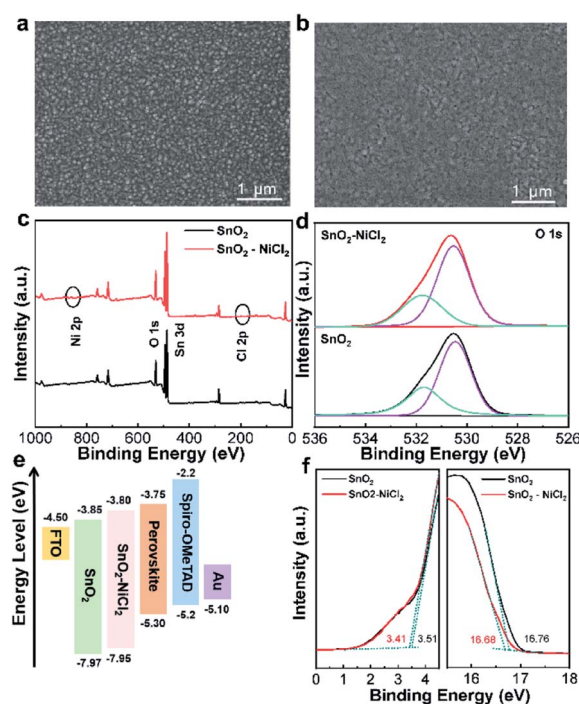 a
1 μm
b
1 μm
c
Intensity (a.u.)
SnO2
SnO2 - NiCl2
Ni 2p
O 1s
Sn 3d
Cl 2p
1000 800 600 400 200 0
Binding Energy (eV)
d
Intensity (a.u.)
SnO2-NiCl2
O 1s
SnO2
536 534 532 530 528 526
Binding Energy (eV)
e
Energy Level (eV)
-4.50
FTO
-3.85
SnO2
-7.97
-3.80
SnO2-NiCl2
-7.95
-3.75
Perovskite
-5.30
-2.2
Spiro-OMeTAD
-5.2
Au
-5.10
f
Intensity (a.u.)
SnO2
SnO2-NiCl2
3.41
3.51
0 1 2 3 4
SnO2
SnO2 - NiCl2
16.68
16.76
16 17 18
Binding Energy (eV)